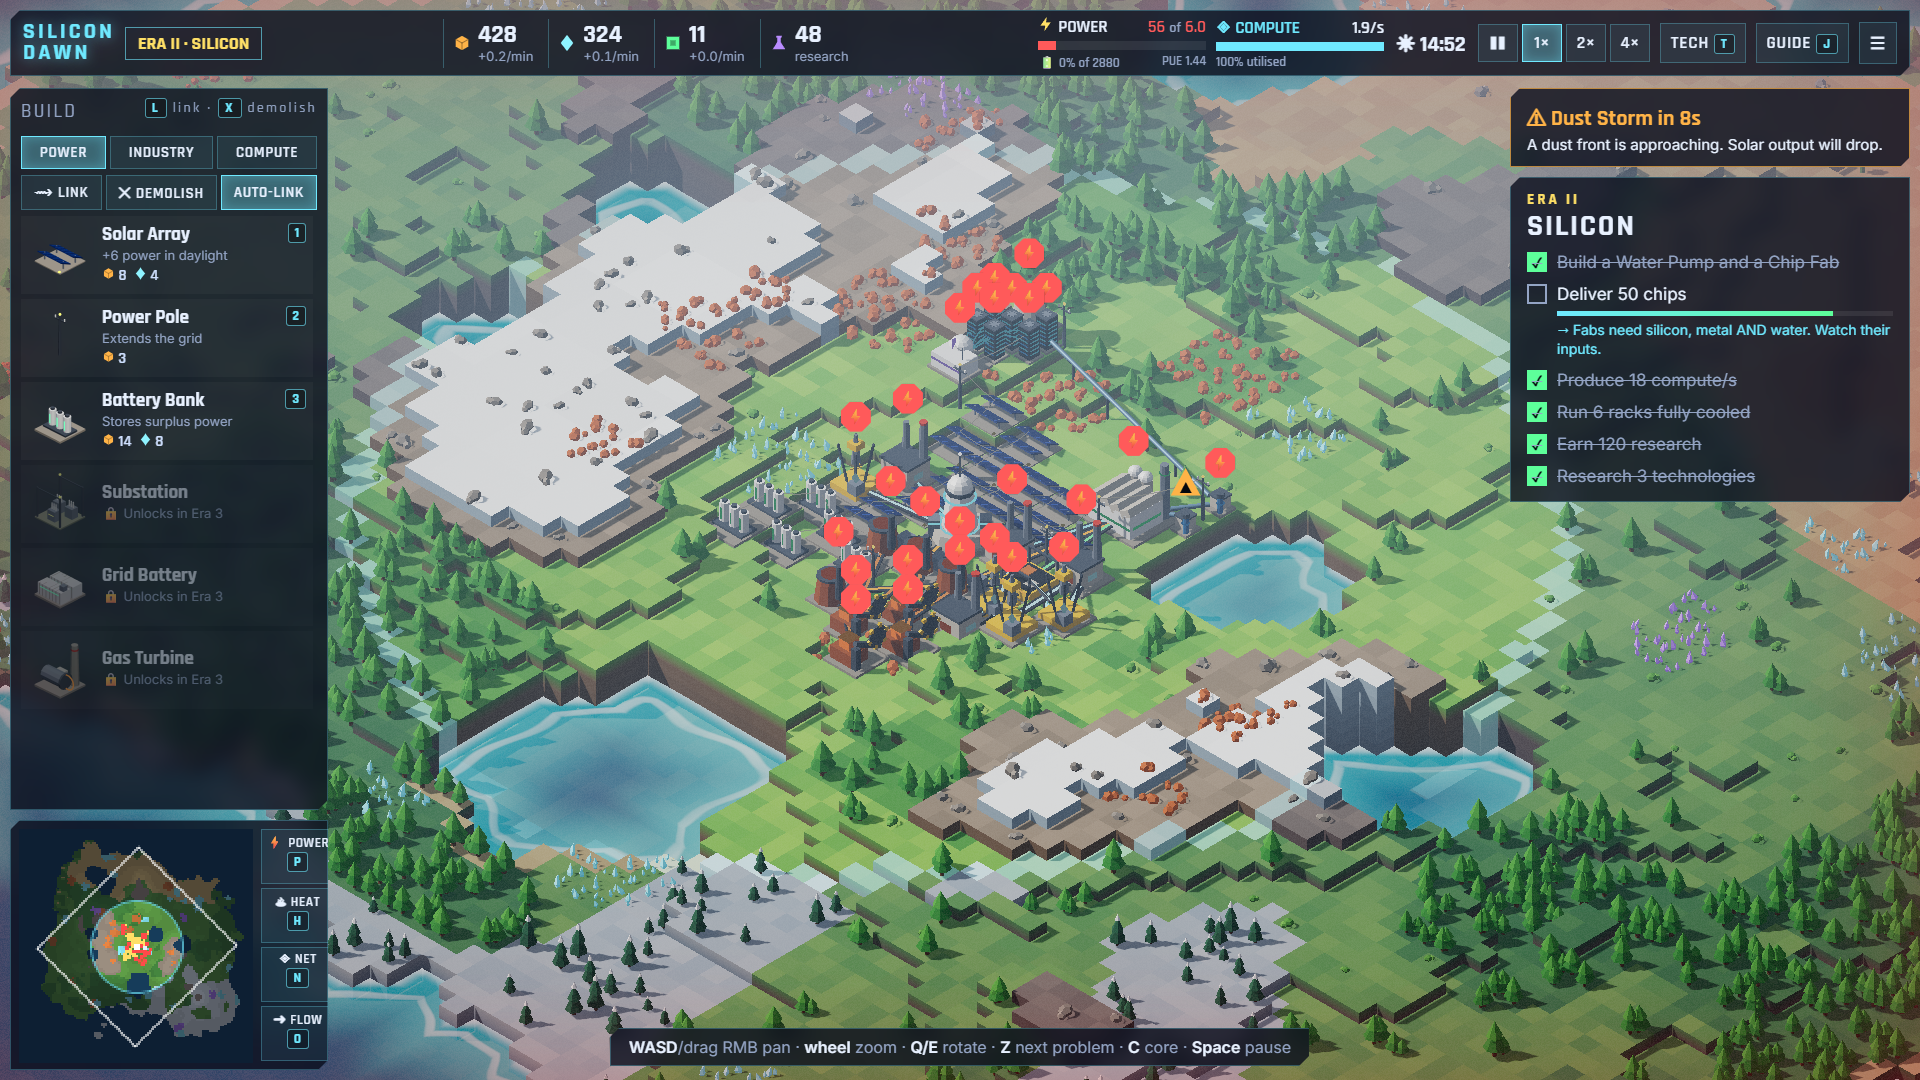 SILICON
DAWN
ERA II · SILICON
428
+0.2/min
324
+0.1/min
11
+0.0/min
48
research
POWER
56 of 6.0
0% of 2880
PUE 1.44
COMPUTE
1.9/s
100% utilised
14:52
1×
2×
4×
TECH T
GUIDE J
BUILD
L link · X demolish
POWER
INDUSTRY
COMPUTE
LINK
DEMOLISH
AUTO-LINK
Solar Array
1
+6 power in daylight
8 4
Power Pole
2
Extends the grid
3
Battery Bank
3
Stores surplus power
14 8
Substation
Unlocks in Era 3
Grid Battery
Unlocks in Era 3
Gas Turbine
Unlocks in Era 3
POWER
P
HEAT
H
NET
N
FLOW
O
Dust Storm in 8s
A dust front is approaching. Solar output will drop.
ERA II
SILICON
Build a Water Pump and a Chip Fab
Deliver 50 chips
→ Fabs need silicon, metal AND water. Watch their
inputs.
Produce 18 compute/s
Run 6 racks fully cooled
Earn 120 research
Research 3 technologies
WASD/drag RMB pan · wheel zoom · Q/E rotate · Z next problem · C core · Space pause